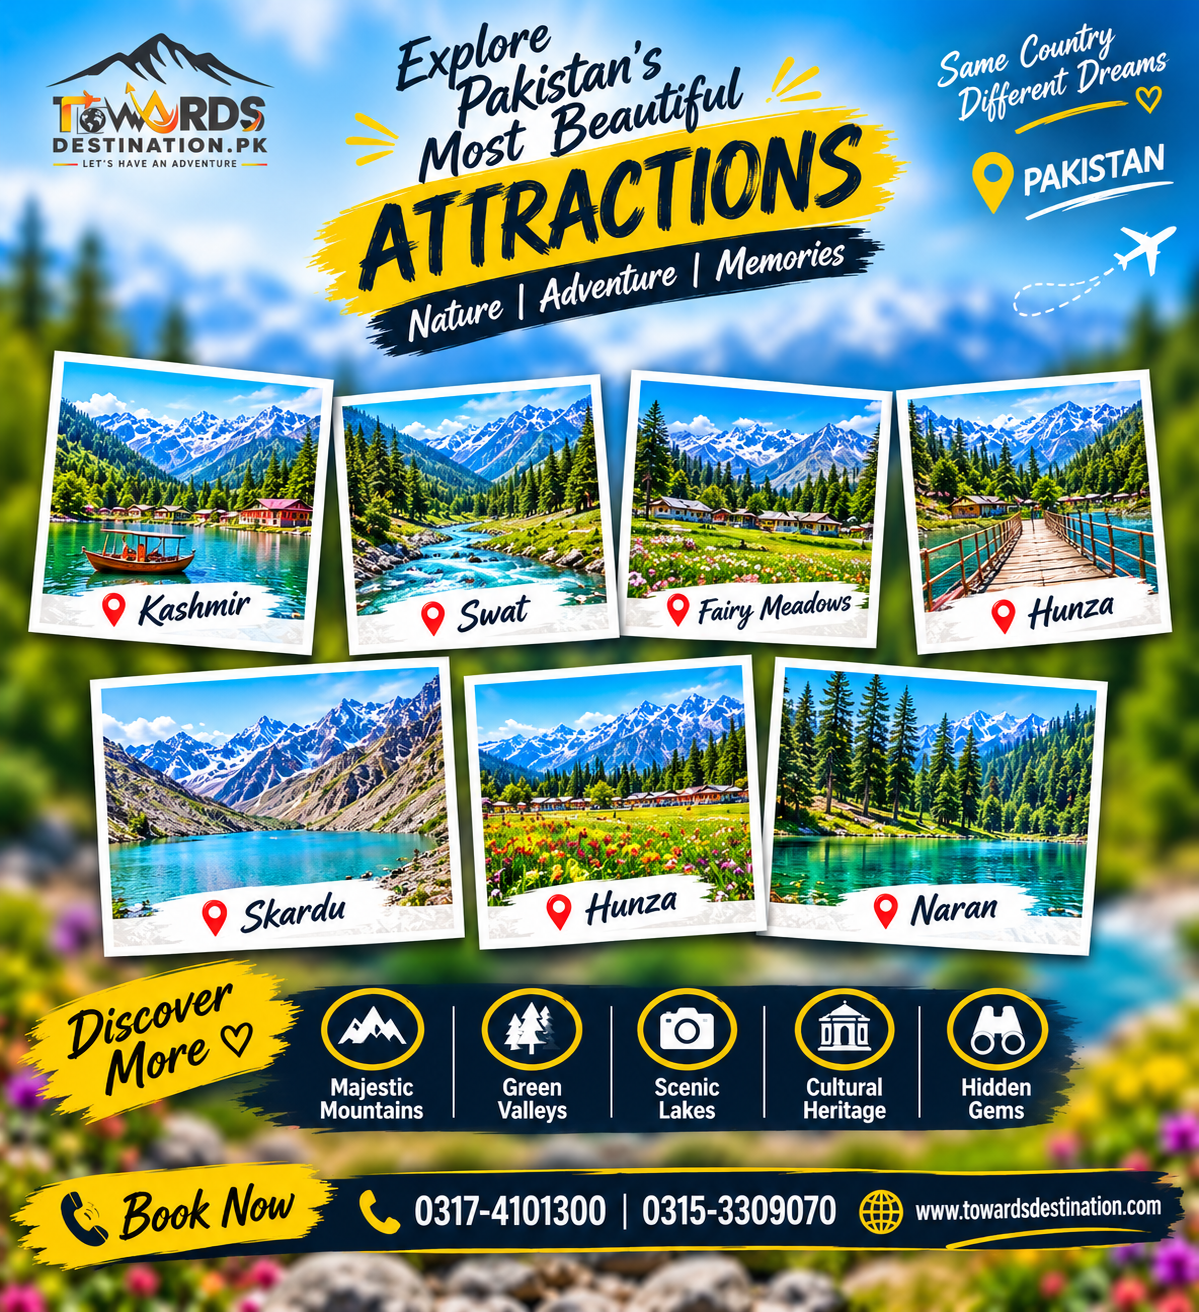 TOWARDS
DESTINATION.PK
LET'S HAVE AN ADVENTURE
Explore
Pakistan's
Most Beautiful
ATTRACTIONS
Nature | Adventure | Memories
Same Country
Different Dreams
PAKISTAN
Kashmir
Swat
Fairy Meadows
Hunza
Skardu
Hunza
Naran
Discover
More
Majestic
Mountains
Green
Valleys
Scenic
Lakes
Cultural
Heritage
Hidden
Gems
Book Now
0317-4101300 | 0315-3309070
www.towardsdestination.com